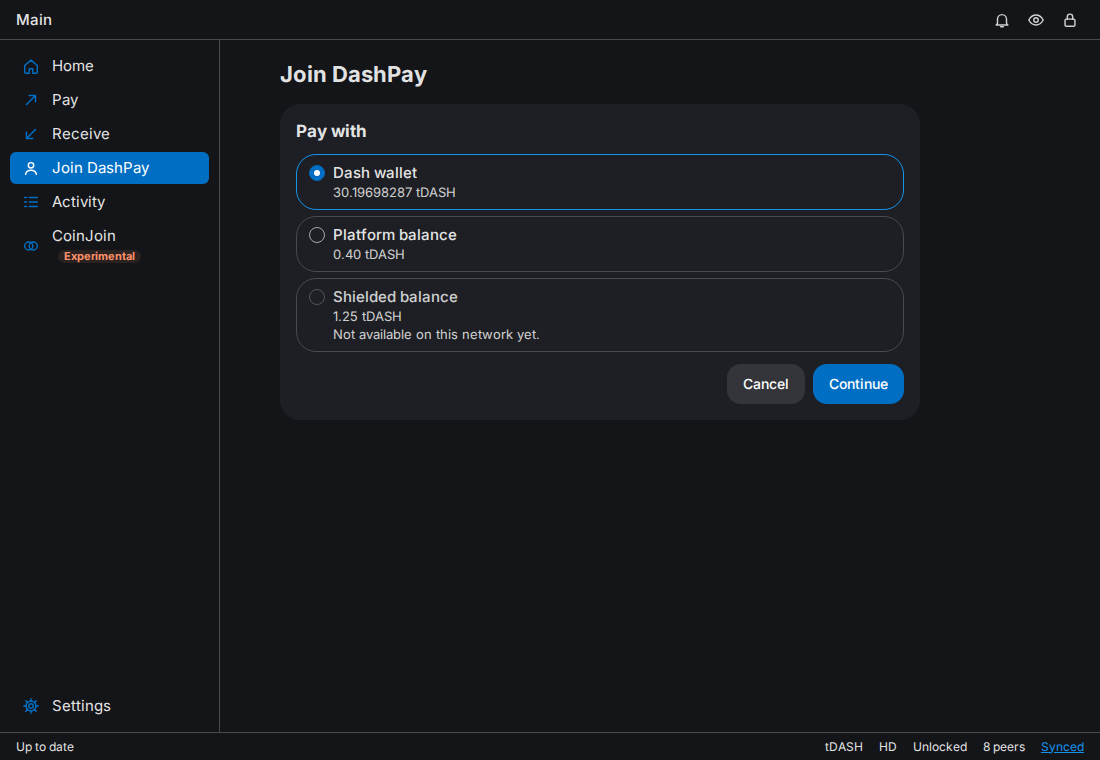 Main
Home
Pay
Receive
Join DashPay
Activity
CoinJoin
Experimental
Settings
Join DashPay
Pay with
Dash wallet
30.19698287 tDASH
Platform balance
0.40 tDASH
Shielded balance
1.25 tDASH
Not available on this network yet.
Cancel
Continue
Up to date
tDASH
HD
Unlocked
8 peers
Synced